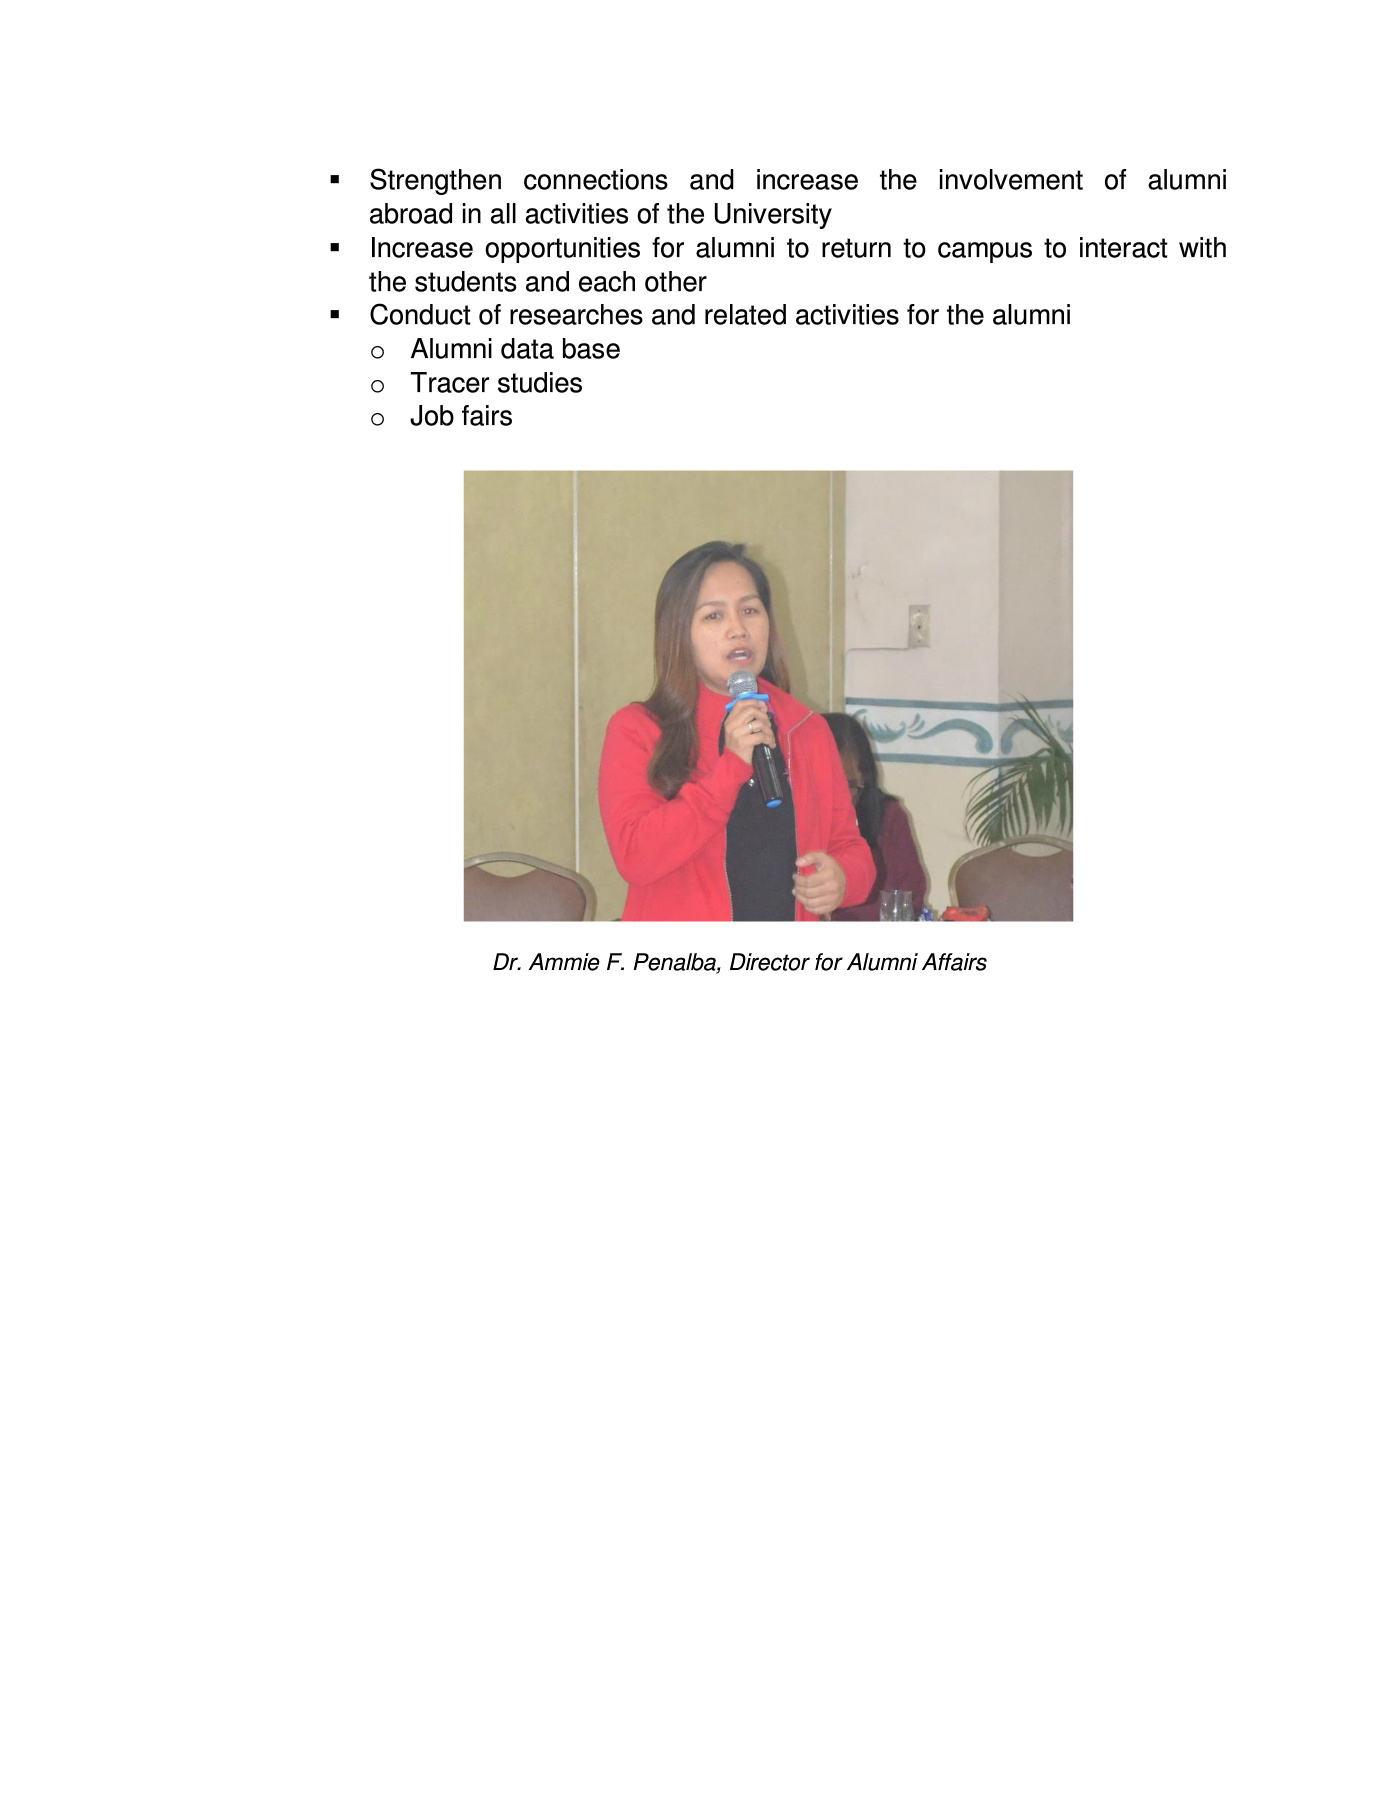 ▪ Strengthen connections and increase the involvement of alumni
abroad in all activities of the University
▪ Increase opportunities for alumni to return to campus to interact with
the students and each other
▪ Conduct of researches and related activities for the alumni
o Alumni data base
o Tracer studies
o Job fairs
Dr. Ammie F. Penalba, Director for Alumni Affairs